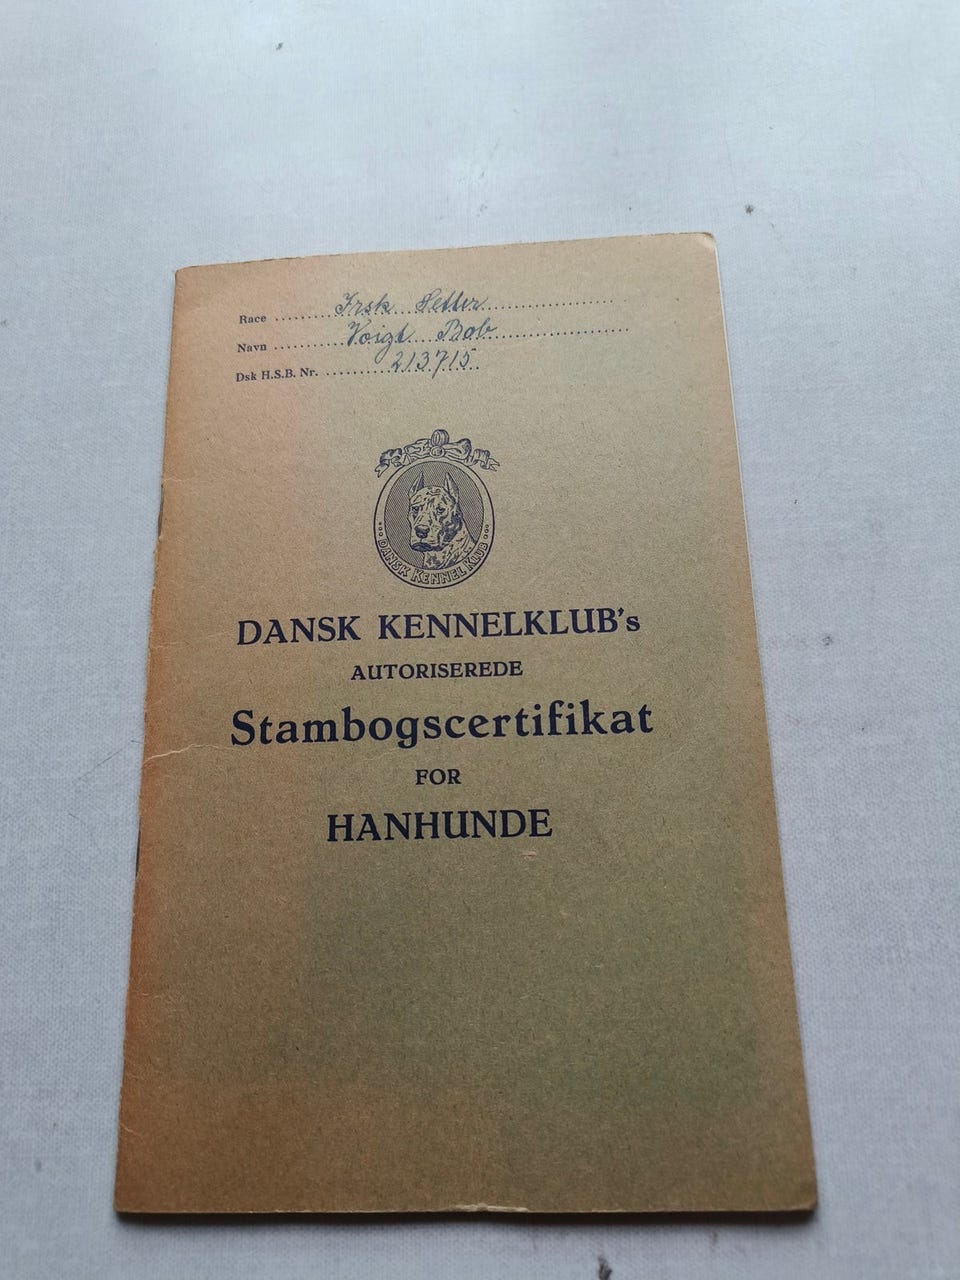 Race Irsk Setter
Navn Voigt Bob
Dsk H.S.B. Nr. 213715
DANSK KENNEL KLUB
DANSK KENNELKLUB's
AUTORISEREDE
Stambogscertifikat
FOR
HANHUNDE